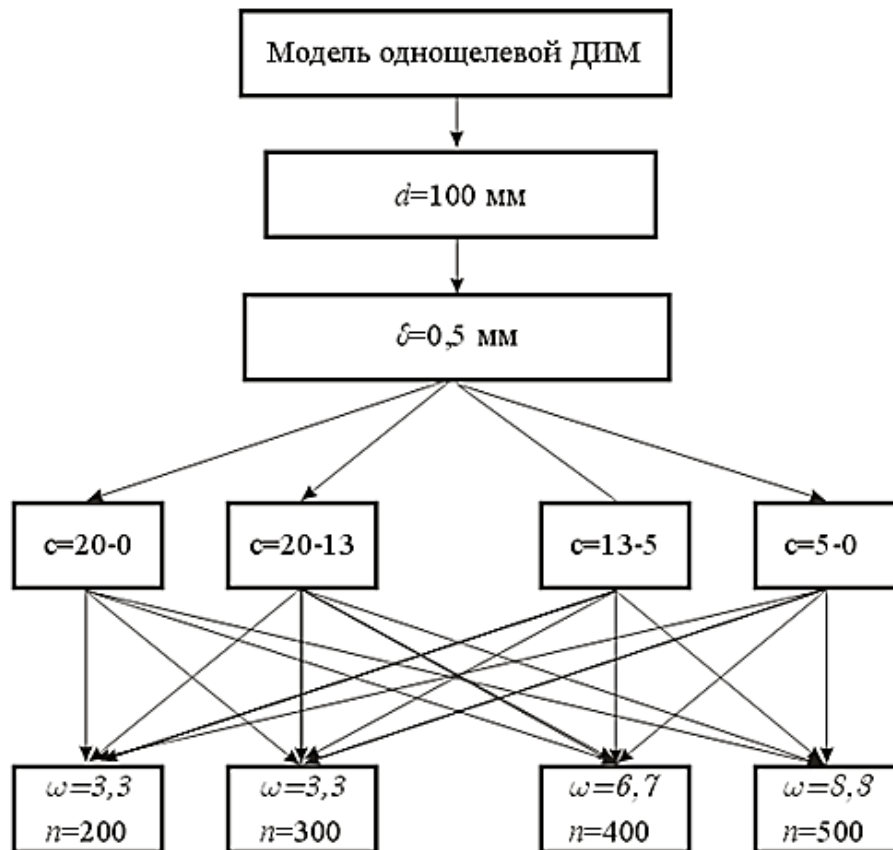 Модель однощелевой ДИМ
d=100 мм
δ=0,5 мм
c=20-0
c=20-13
c=13-5
c=5-0
ω=3,3
n=200
ω=3,3
n=300
ω=6,7
n=400
ω=8,8
n=500